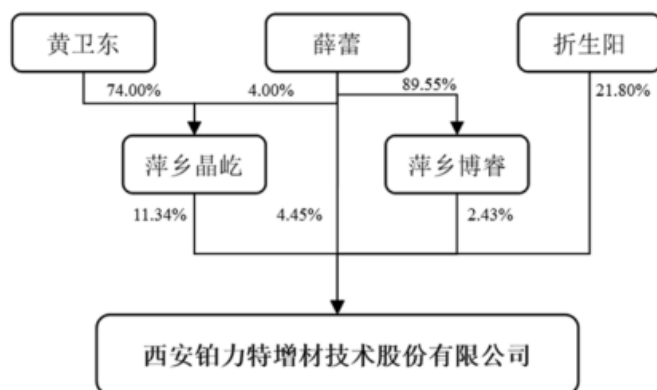 黄卫东
薛蕾
折生阳
74.00%
4.00%
89.55%
21.80%
萍乡晶屹
萍乡博睿
11.34%
4.45%
2.43%
西安铂力特增材技术股份有限公司